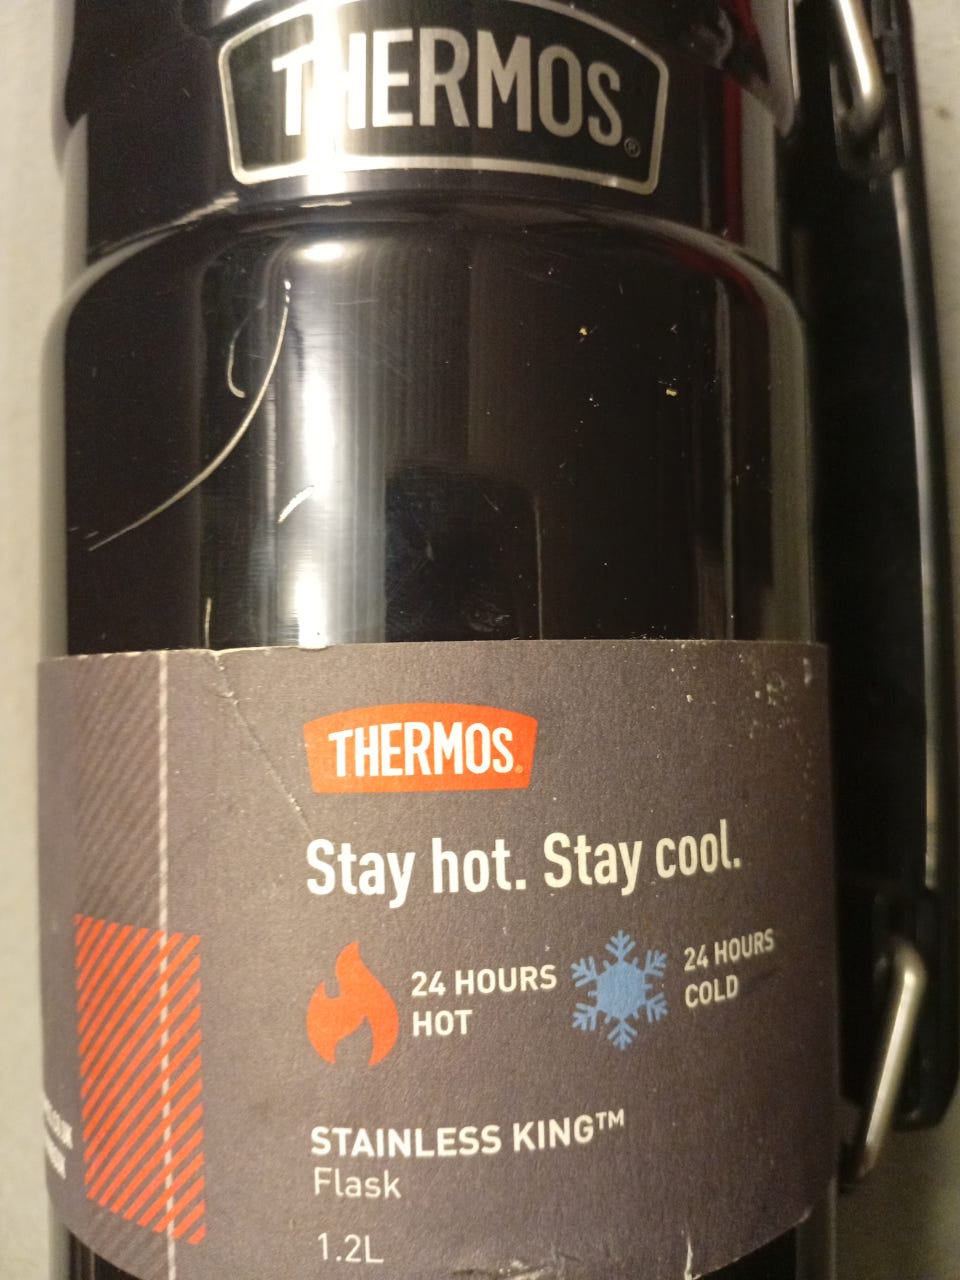 THERMOS®
THERMOS
Stay hot. Stay cool.
24 HOURS
HOT
24 HOURS
COLD
STAINLESS KING™
Flask
1.2L